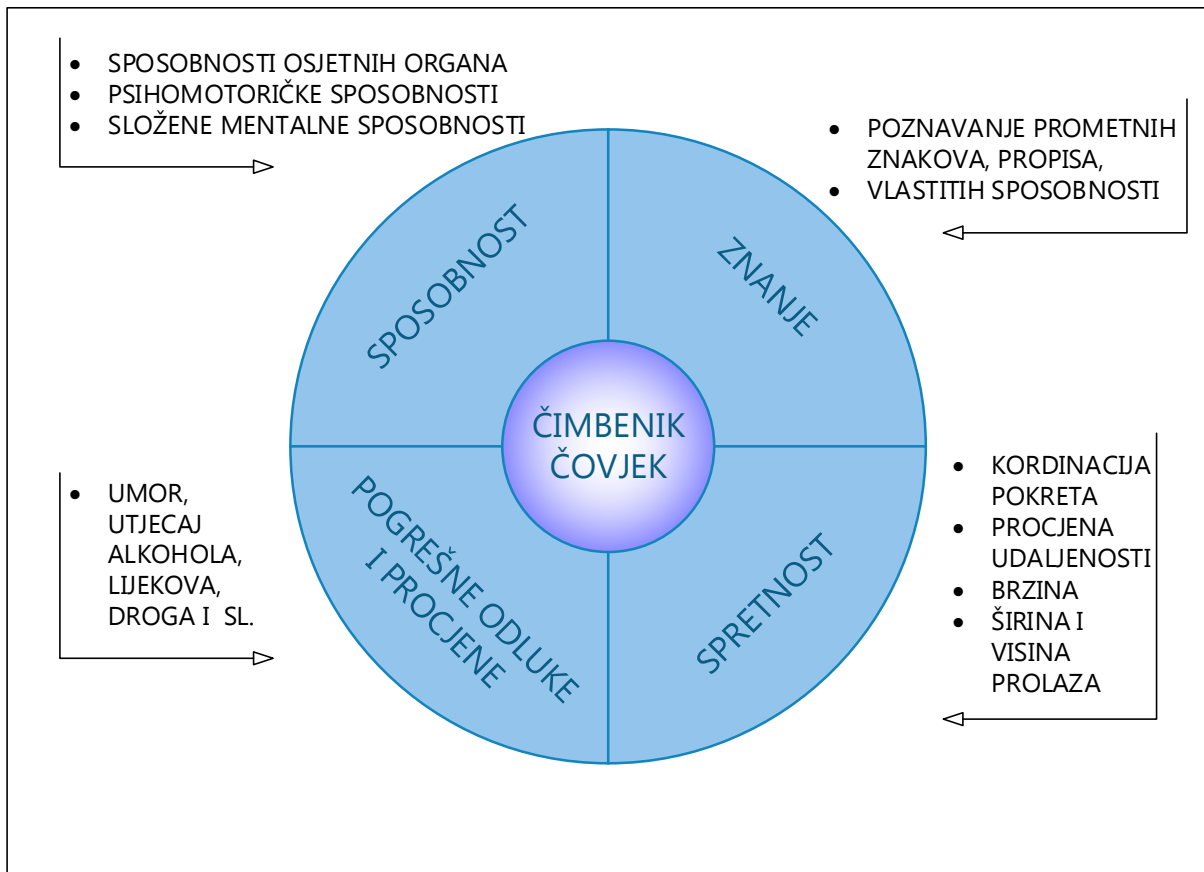 • SPOSOBNOSTI OSJETNIH ORGANA
• PSIHOMOTORIČKE SPOSOBNOSTI
• SLOŽENE MENTALNE SPOSOBNOSTI
• POZNAVANJE PROMETNIH
ZNAKOVA, PROPISA,
• VLASTITIH SPOSOBNOSTI
SPOSOBNOST
ZNANJE
ČIMBENIK
ČOVJEK
POGREŠNE ODLUKE
I PROCJENE
SPRETNOST
• UMOR,
UTJECAJ
ALKOHOLA,
LIJEKOVA,
DROGA I SL.
• KORDINACIJA
POKRETA
• PROCJENA
UDALJENOSTI
• BRZINA
• ŠIRINA I
VISINA
PROLAZA